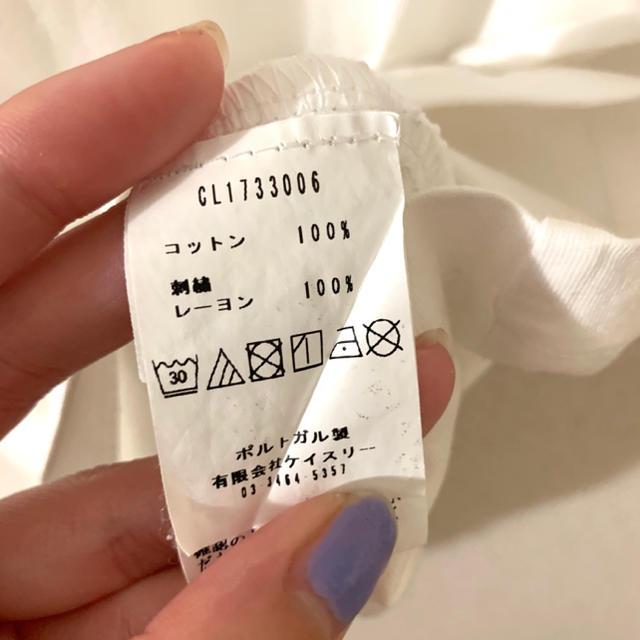 CL1733006
コットン 100%
刺繍
レーヨン 100%
30
ポルトガル製
有限会社ケイスリー
03 3464-5357